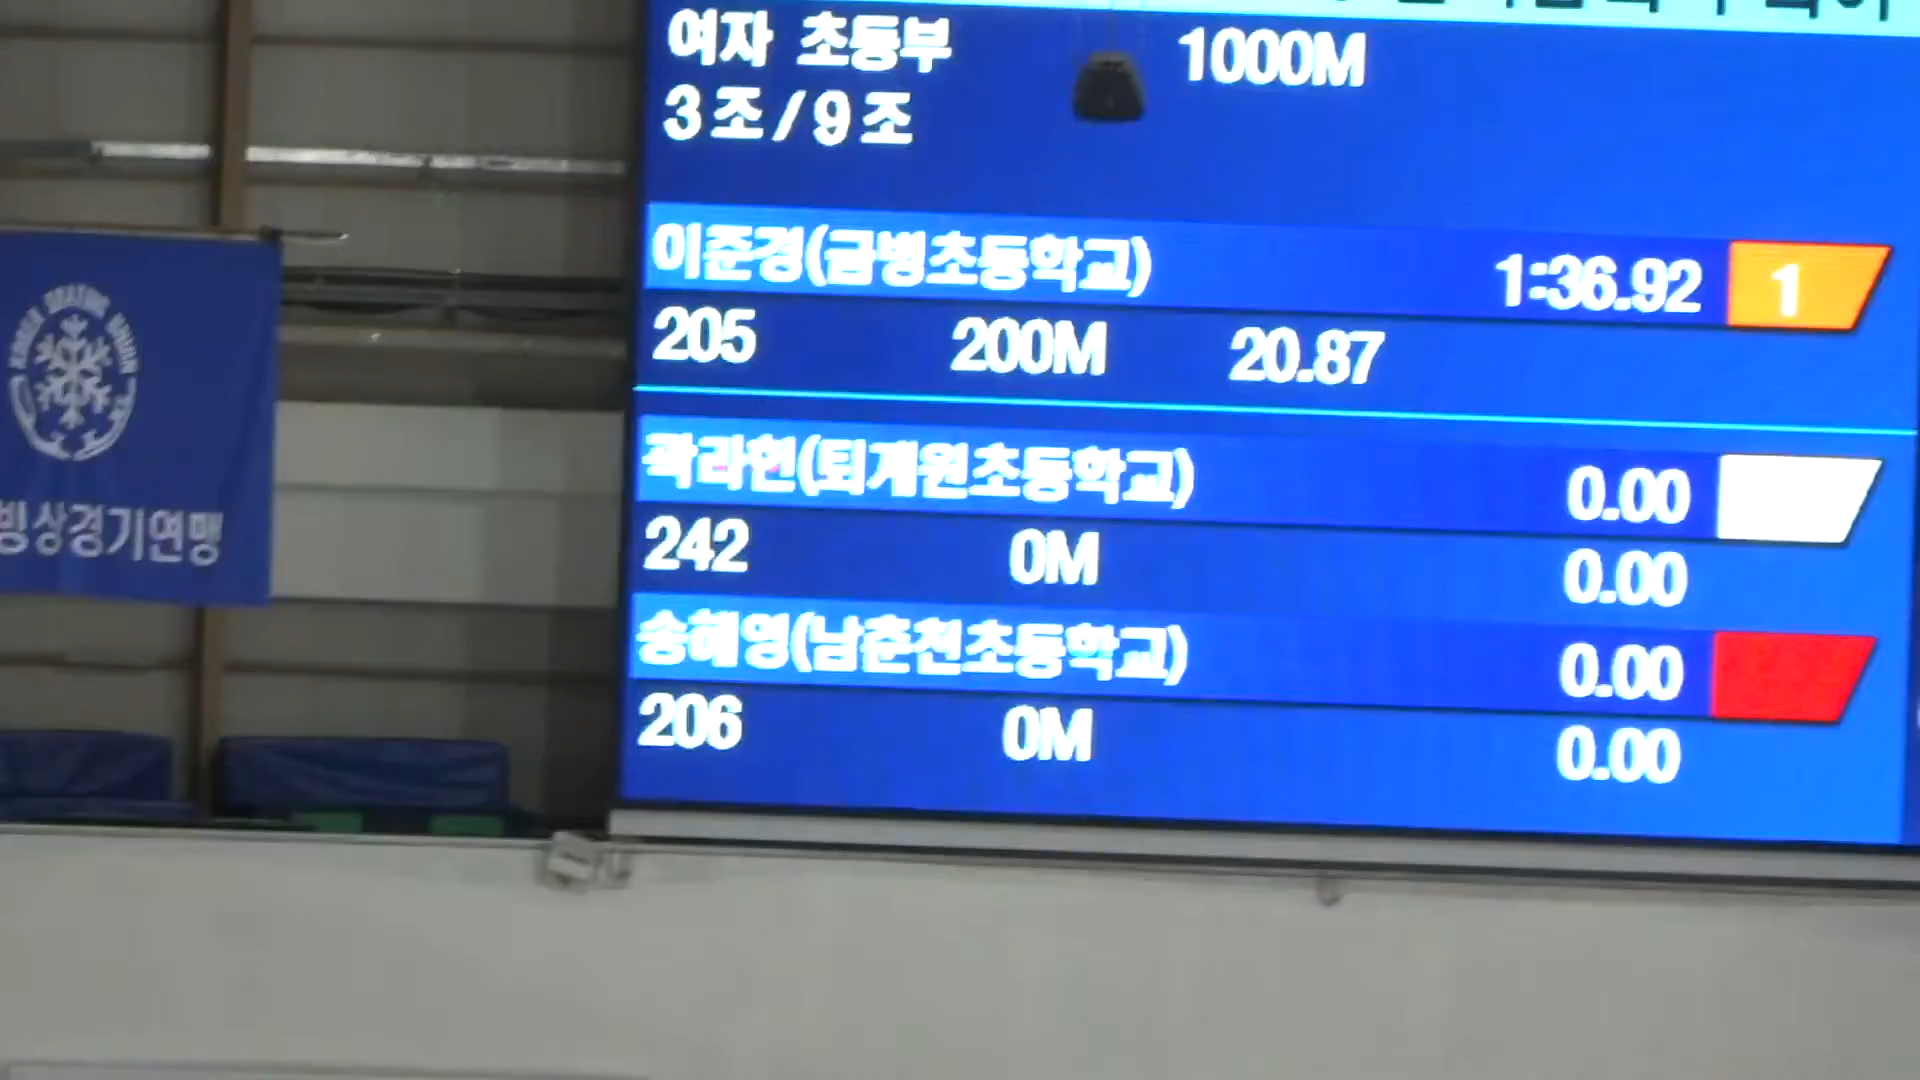 여자 초등부 1000M
3조/9조
이준경(금병초등학교) 1:36.92 1
205 200M 20.87
곽라현(퇴계원초등학교) 0.00
242 0M 0.00
송혜영(남춘천초등학교) 0.00
206 0M 0.00
빙상경기연맹